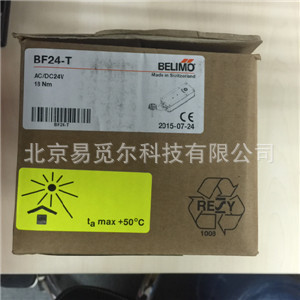 BF24-T
BELIMO
Made in Switzerland
AC/DC24V
18 Nm
BF24-T
2015-07-24
北京易觅尔科技有限公司
ta max +50°C
RESY
1008